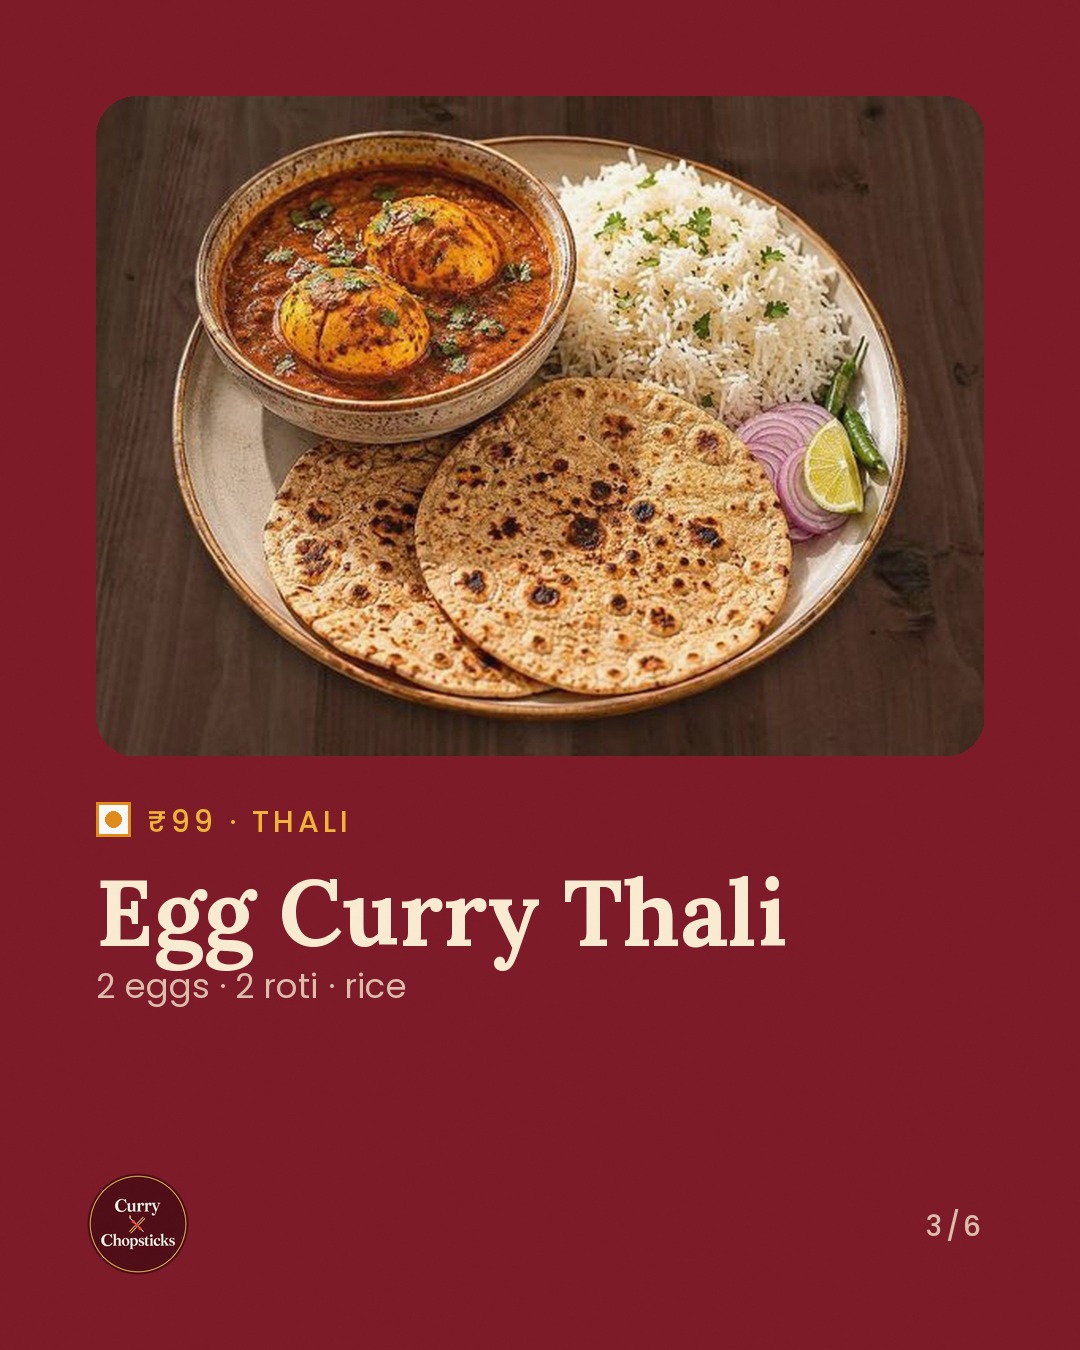 ₹99 · THALI
Egg Curry Thali
2 eggs · 2 roti · rice
Curry
Chopsticks
3/6